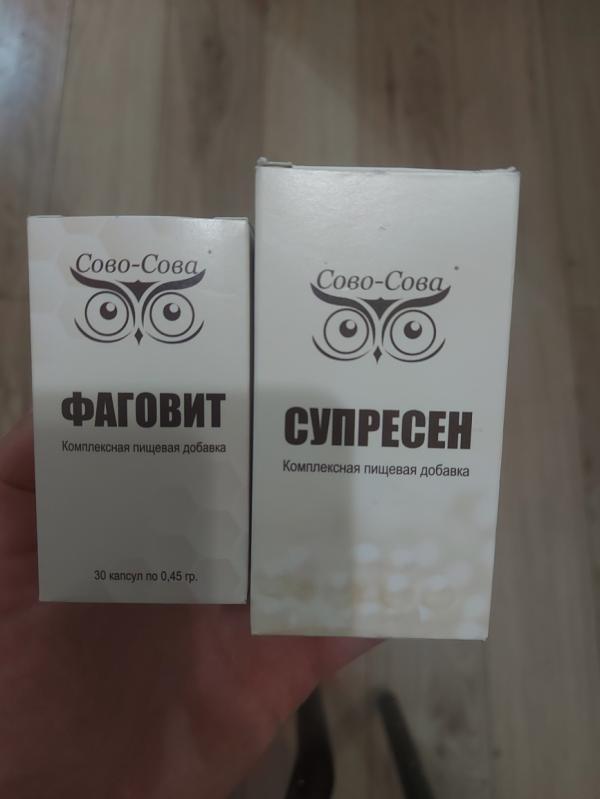 Сово-Сова
ФАГОВИТ
Комплексная пищевая добавка
30 капсул по 0,45 гр.
Сово-Сова
СУПРЕСЕН
Комплексная пищевая добавка